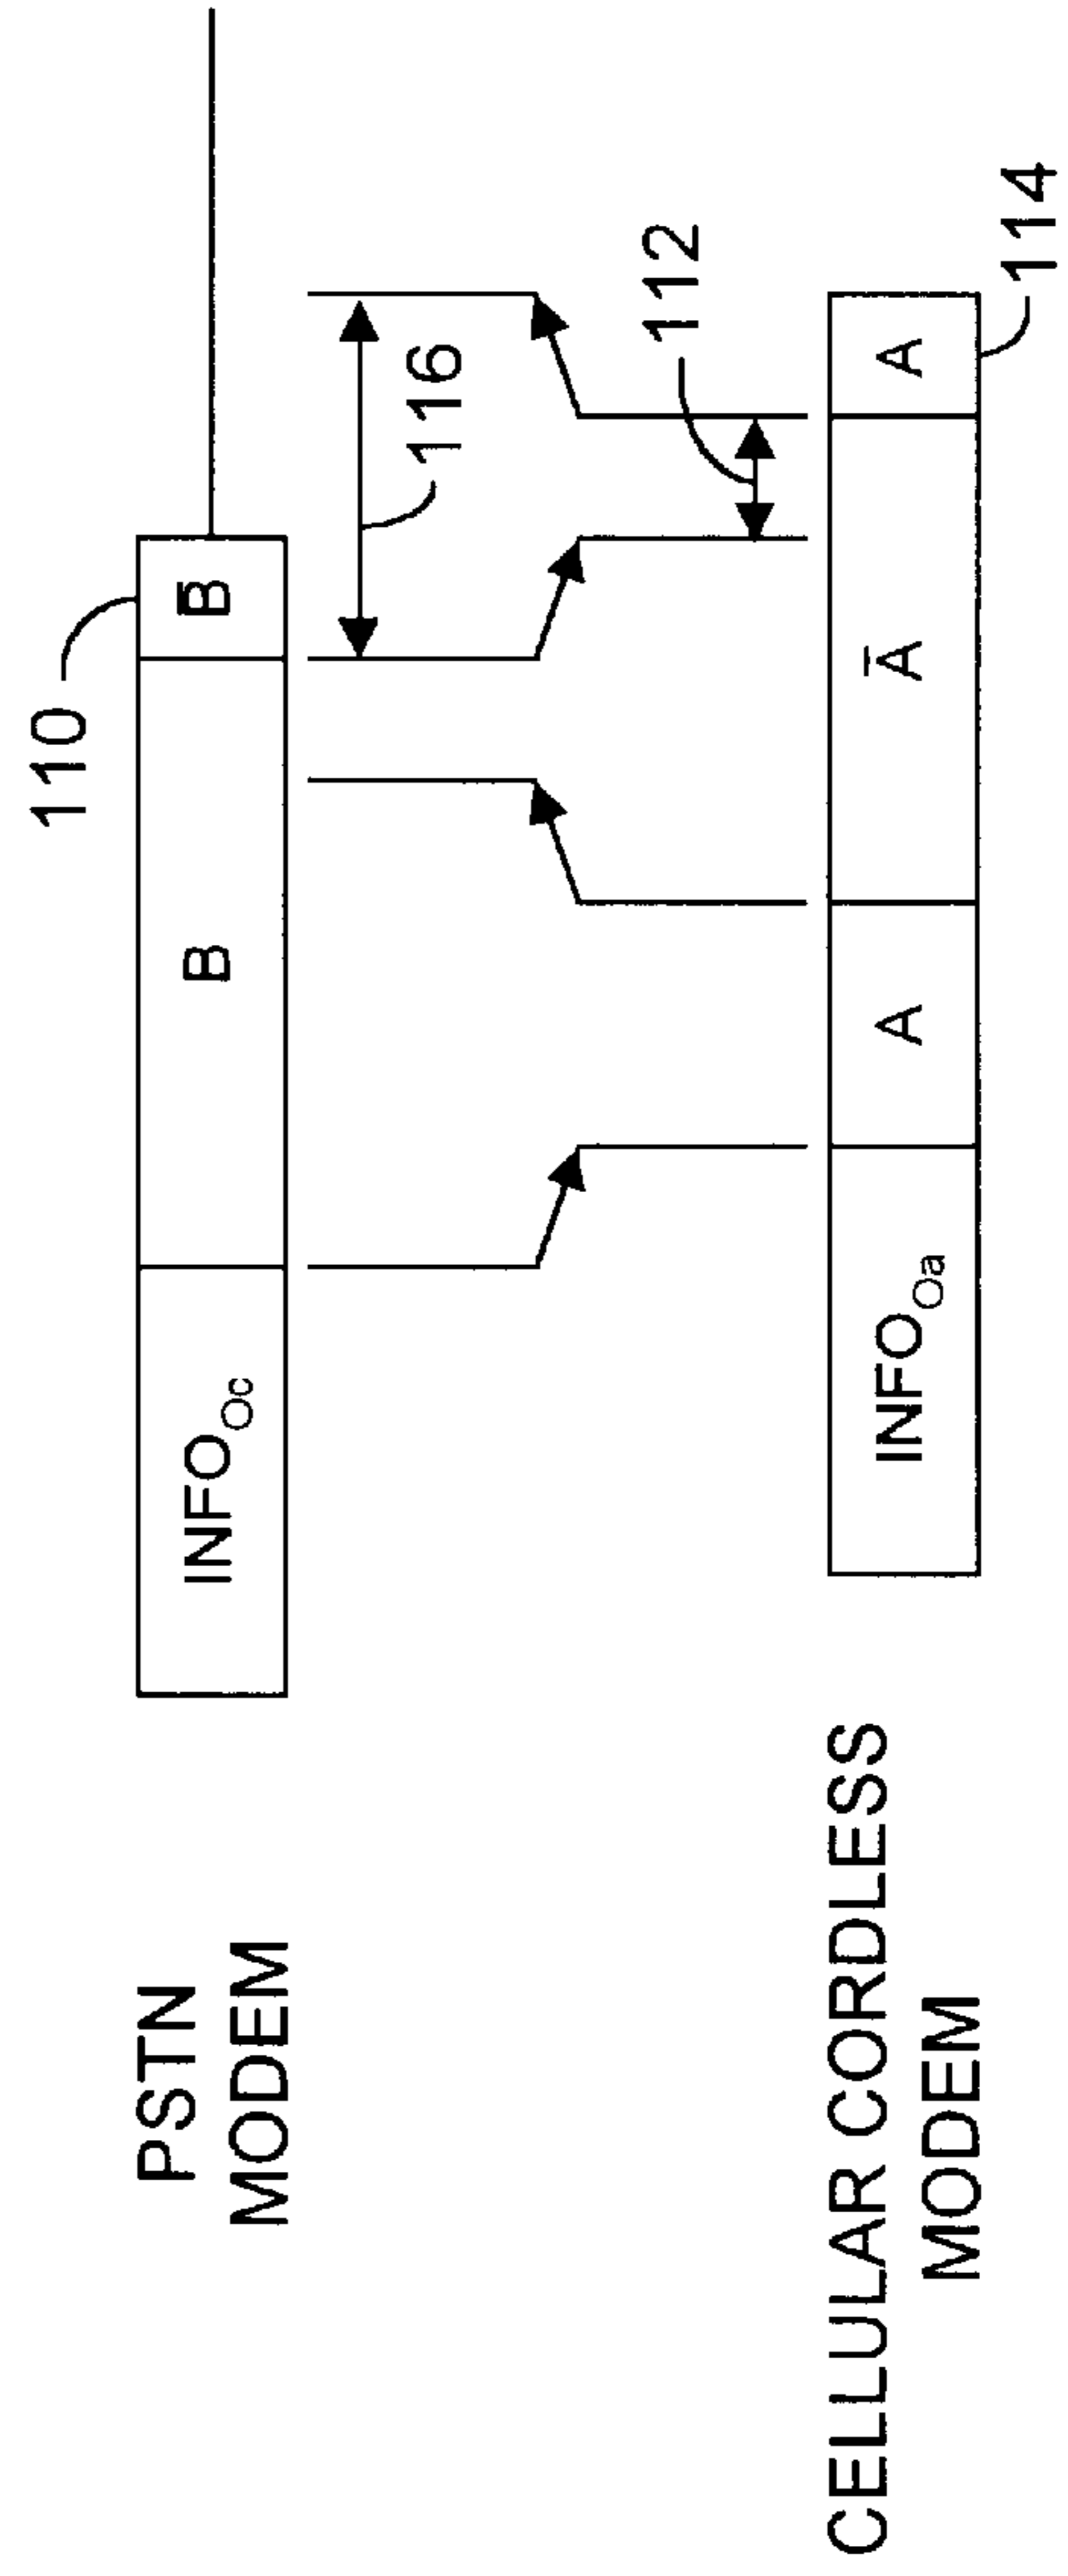 110
PSTN
MODEM
INFO0c
B
B̅
116
112
CELLULAR CORDLESS
MODEM
INFO0a
A
A̅
A
114